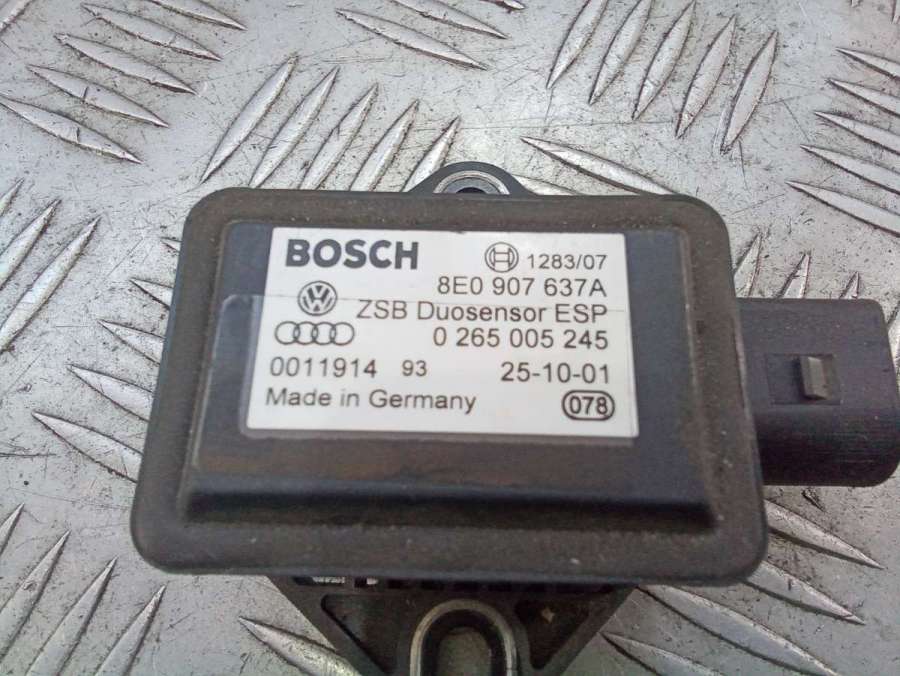 BOSCH 1283/07
8E0 907 637A
ZSB Duosensor ESP
0 265 005 245
0011914 93 25-10-01
Made in Germany 078